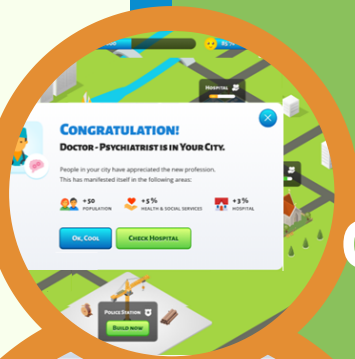 HOSPITAL
CONGRATULATION!
DOCTOR - PSYCHIATRIST IS IN YOUR CITY.
People in your city have appreciated the new profession.
This has manifested itself in the following areas:
+50
POPULATION
+5%
HEALTH & SOCIAL SERVICES
+3%
HOSPITAL
OK, COOL
CHECK HOSPITAL
POLICE STATION
BUILD NOW